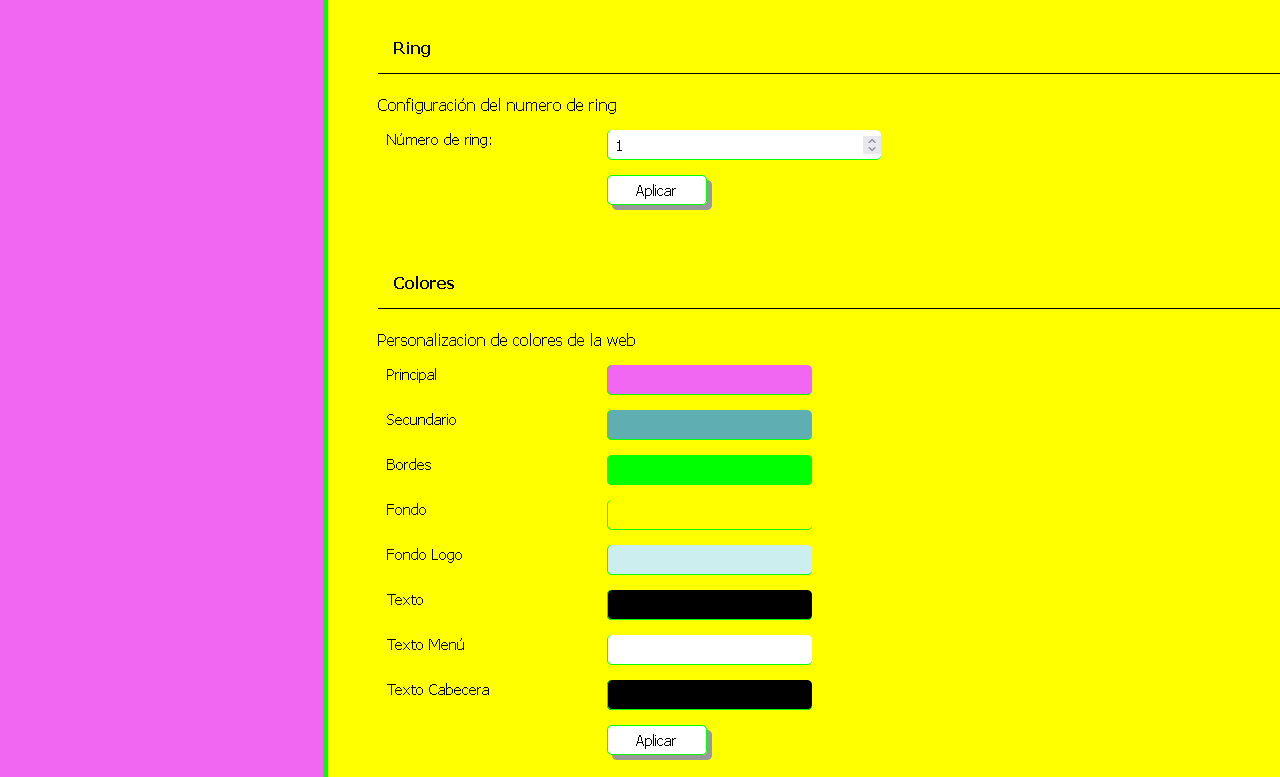 Ring
Configuración del numero de ring
Número de ring:
1
Aplicar
Colores
Personalizacion de colores de la web
Principal
Secundario
Bordes
Fondo
Fondo Logo
Texto
Texto Menú
Texto Cabecera
Aplicar